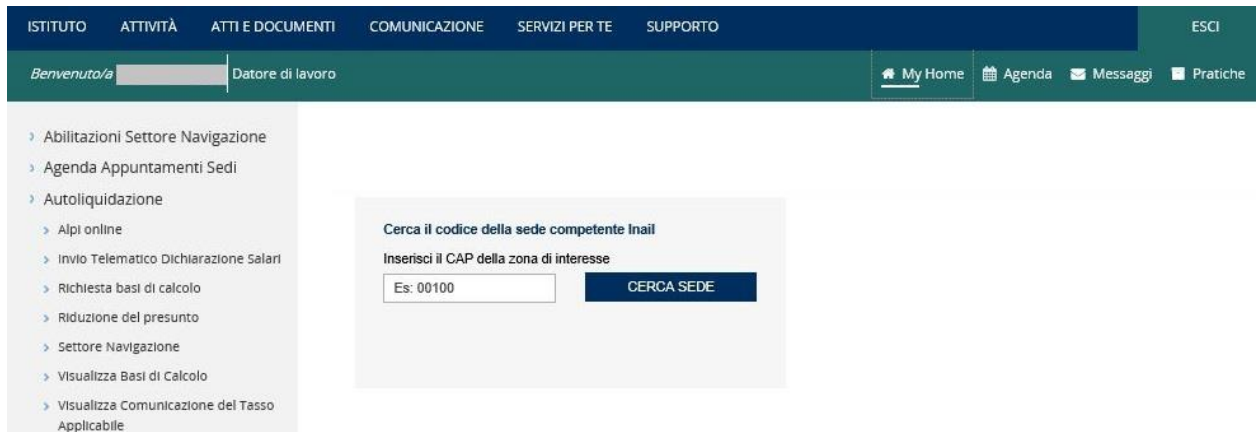 ISTITUTO ATTIVITÀ ATTI E DOCUMENTI COMUNICAZIONE SERVIZI PER TE SUPPORTO ESCI
Benvenuto/a Datore di lavoro My Home Agenda Messaggi Pratiche
Abilitazioni Settore Navigazione
Agenda Appuntamenti Sedi
Autoliquidazione
Alpi online
Invio Telematico Dichiarazione Salari
Richiesta basi di calcolo
Riduzione del presunto
Settore Navigazione
Visualizza Basi di Calcolo
Visualizza Comunicazione del Tasso
Applicabile
Cerca il codice della sede competente Inail
Inserisci il CAP della zona di interesse
Es: 00100 CERCA SEDE